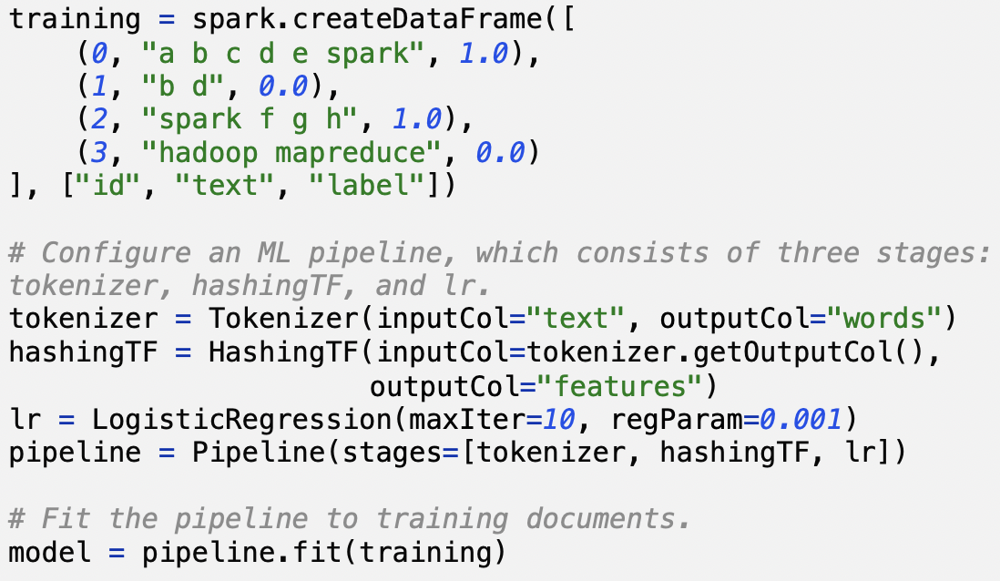 training = spark.createDataFrame([
    (0, "a b c d e spark", 1.0),
    (1, "b d", 0.0),
    (2, "spark f g h", 1.0),
    (3, "hadoop mapreduce", 0.0)
], ["id", "text", "label"])

# Configure an ML pipeline, which consists of three stages:
tokenizer, hashingTF, and lr.
tokenizer = Tokenizer(inputCol="text", outputCol="words")
hashingTF = HashingTF(inputCol=tokenizer.getOutputCol(),
                      outputCol="features")
lr = LogisticRegression(maxIter=10, regParam=0.001)
pipeline = Pipeline(stages=[tokenizer, hashingTF, lr])

# Fit the pipeline to training documents.
model = pipeline.fit(training)